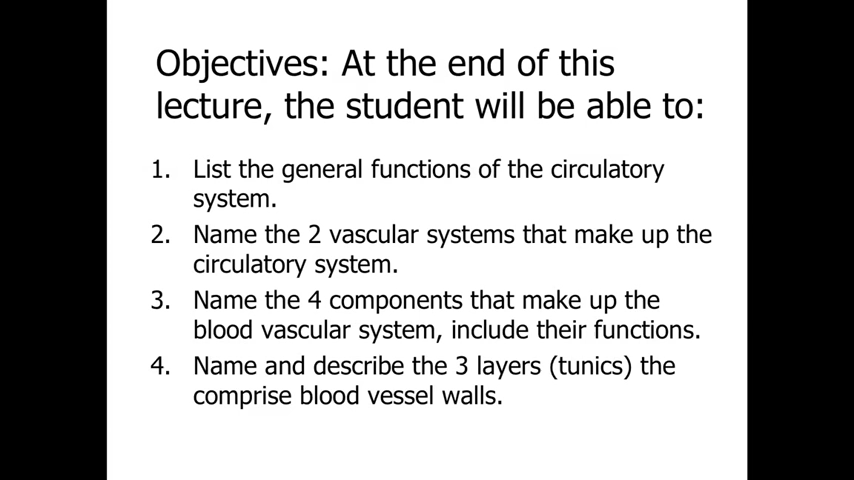 Objectives: At the end of this
lecture, the student will be able to:
1. List the general functions of the circulatory
system.
2. Name the 2 vascular systems that make up the
circulatory system.
3. Name the 4 components that make up the
blood vascular system, include their functions.
4. Name and describe the 3 layers (tunics) the
comprise blood vessel walls.